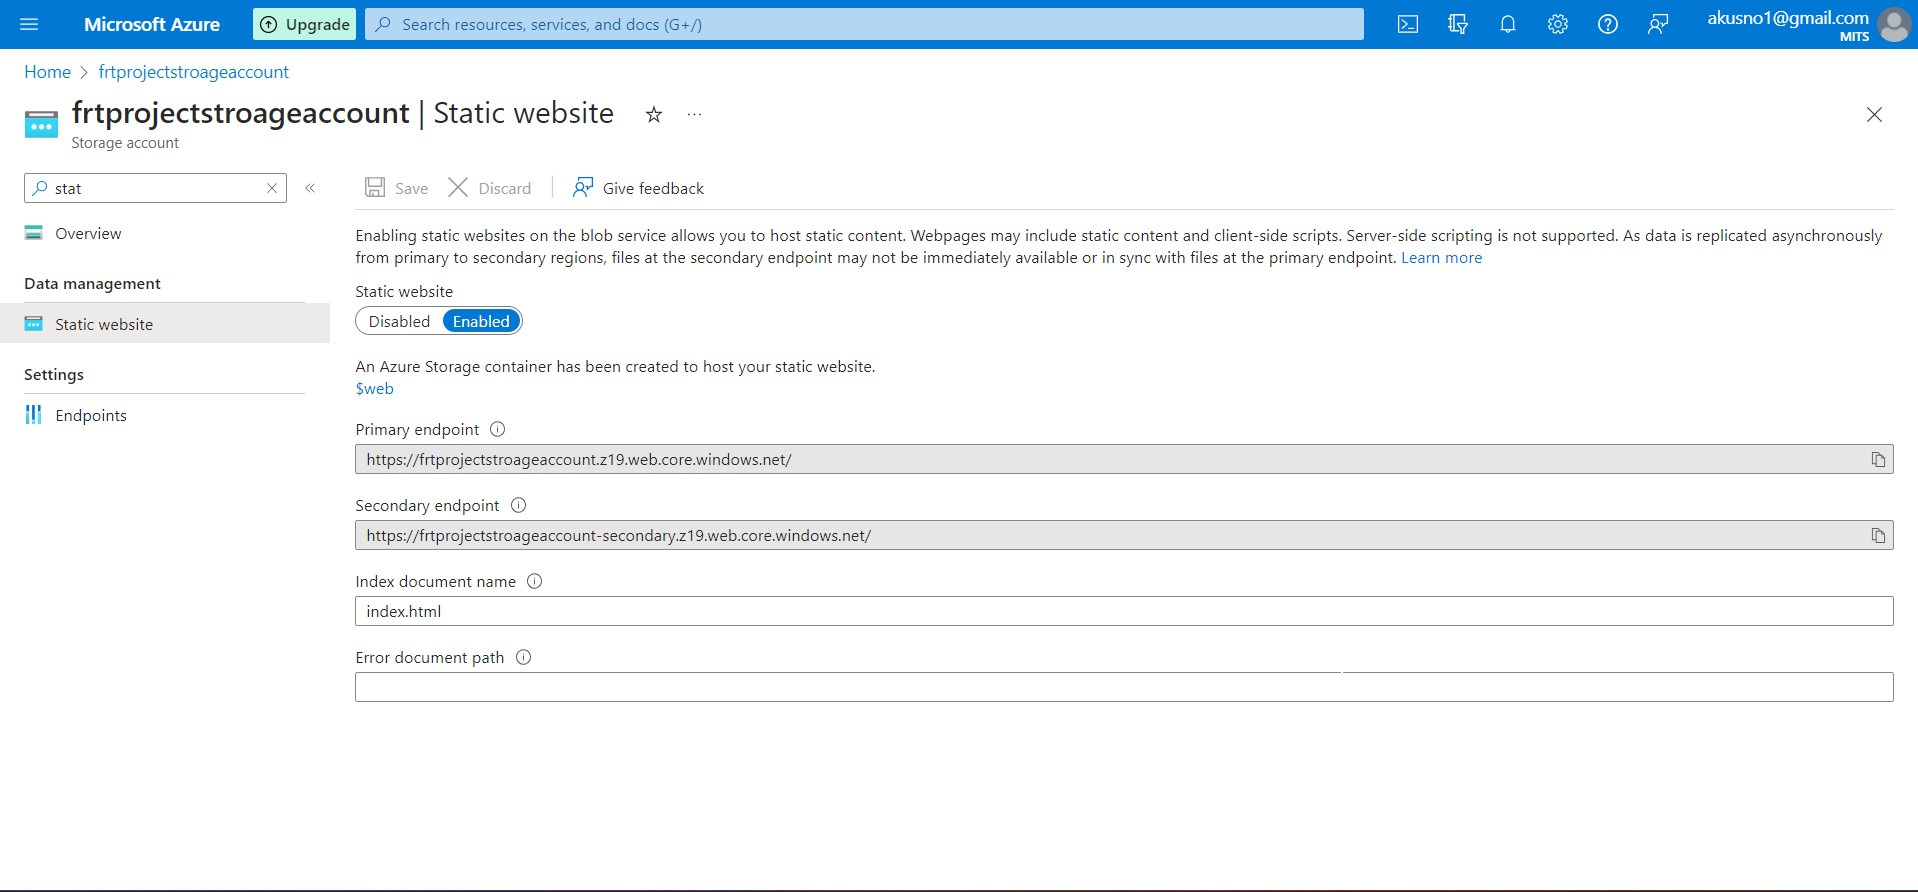 Microsoft Azure
Upgrade
Search resources, services, and docs (G+/)
akusno1@gmail.com
MITS
Home > frtprojectstroageaccount
frtprojectstroageaccount | Static website
Storage account
stat
Save
Discard
Give feedback
Overview
Data management
Static website
Settings
Endpoints
Enabling static websites on the blob service allows you to host static content. Webpages may include static content and client-side scripts. Server-side scripting is not supported. As data is replicated asynchronously
from primary to secondary regions, files at the secondary endpoint may not be immediately available or in sync with files at the primary endpoint. Learn more
Static website
Disabled Enabled
An Azure Storage container has been created to host your static website.
$web
Primary endpoint
https://frtprojectstroageaccount.z19.web.core.windows.net/
Secondary endpoint
https://frtprojectstroageaccount-secondary.z19.web.core.windows.net/
Index document name
index.html
Error document path